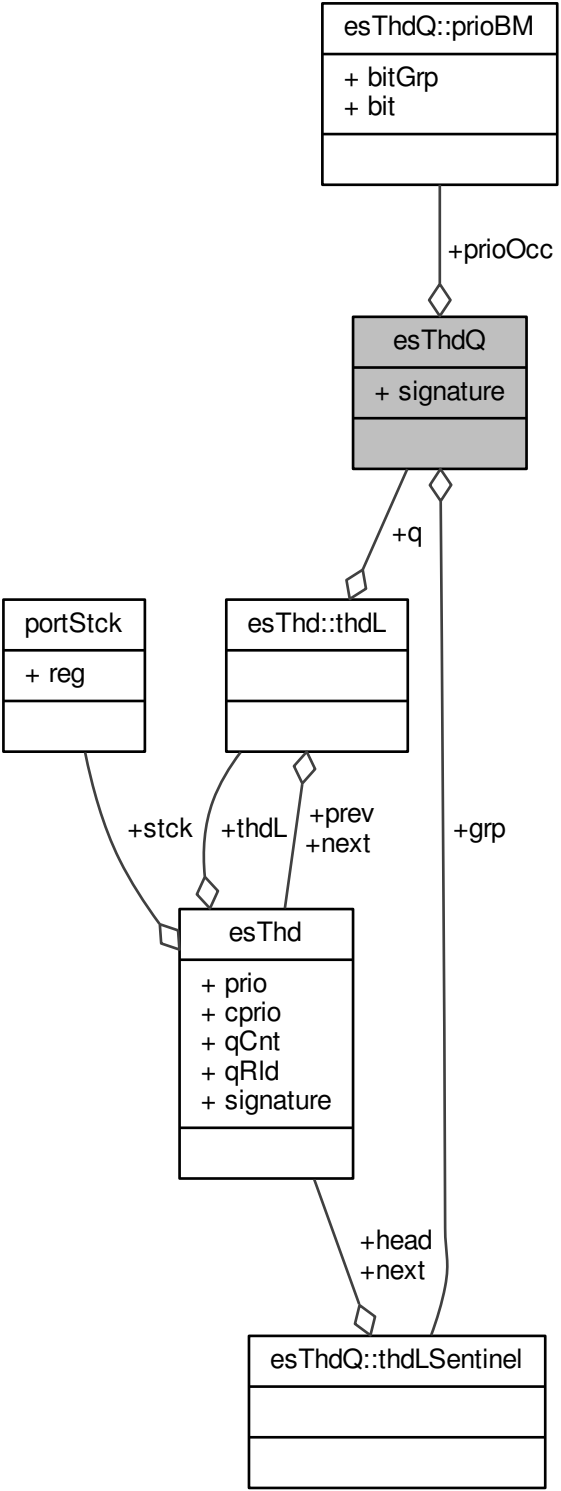 esThdQ::prioBM
+ bitGrp
+ bit
+prioOcc
esThdQ
+ signature
+q
portStck
+ reg
esThd::thdL
+stck
+thdL
+prev
+next
+grp
esThd
+ prio
+ cprio
+ qCnt
+ qRld
+ signature
+head
+next
esThdQ::thdLSentinel